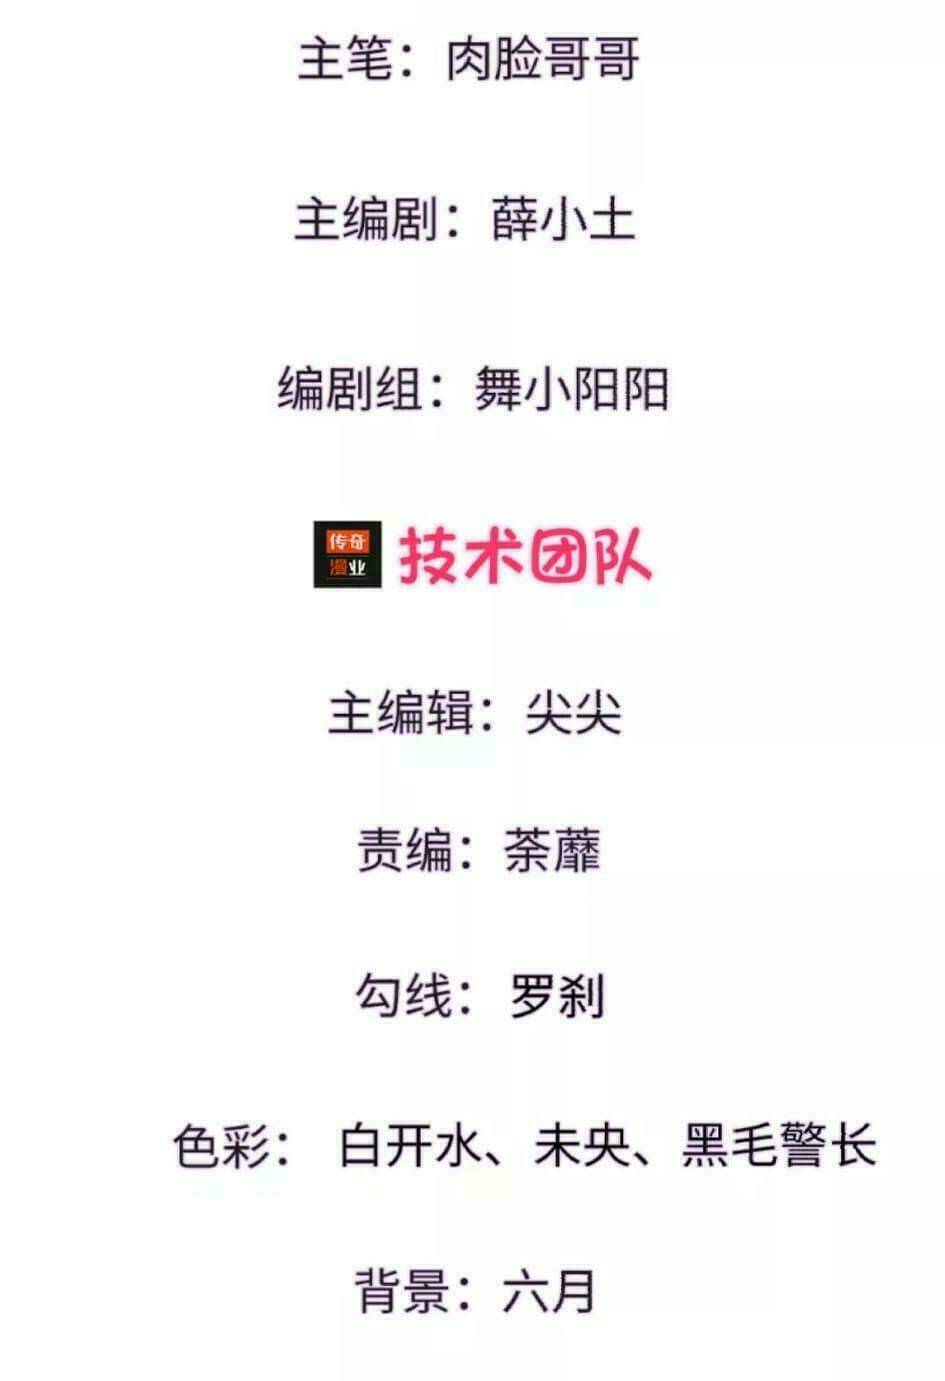 主笔：肉脸哥哥
主编剧：薛小土
编剧组：舞小阳阳
传奇
漫业
技术团队
主编辑：尖尖
责编：荼蘼
勾线：罗刹
色彩：白开水、未央、黑毛警长
背景：六月